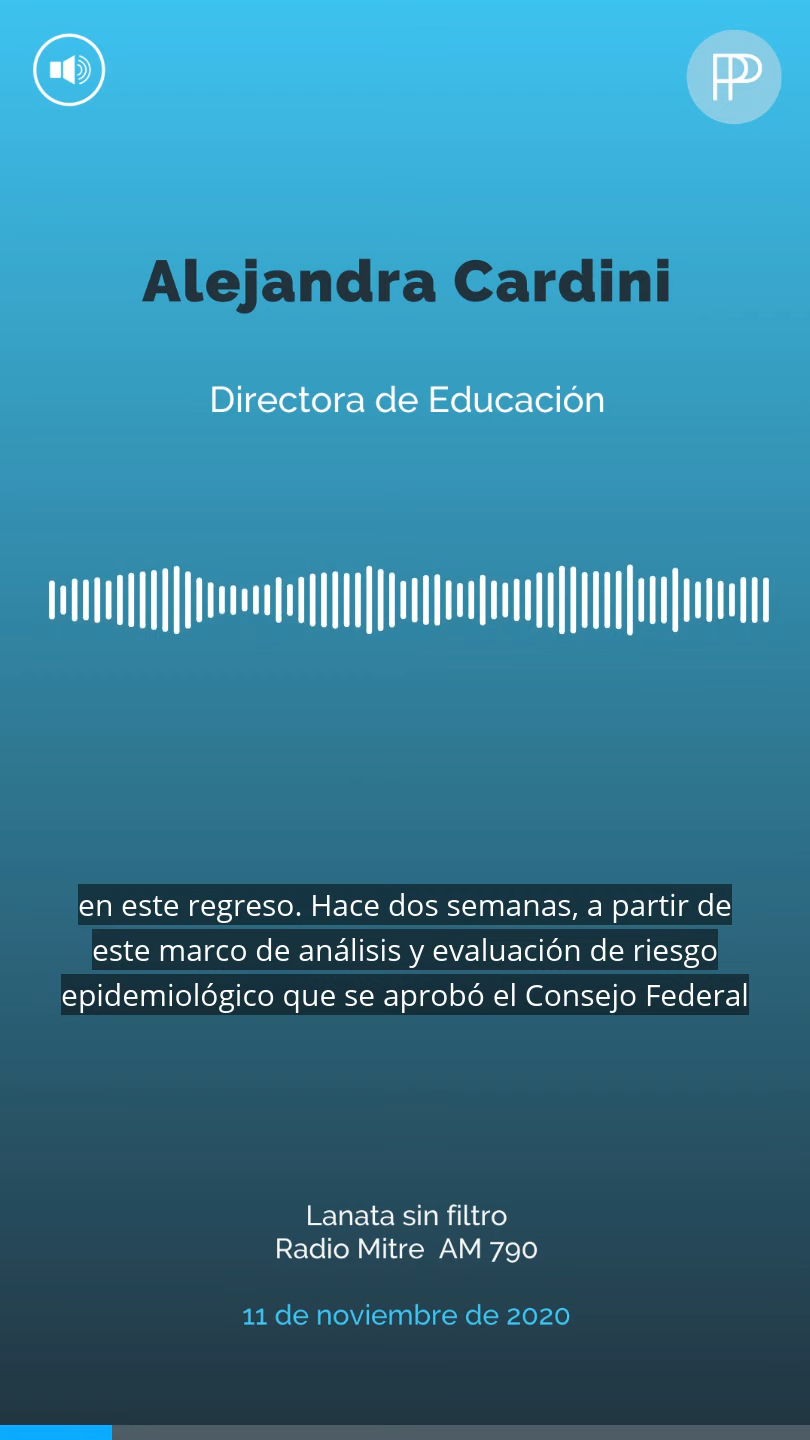 PP
Alejandra Cardini
Directora de Educación
en este regreso. Hace dos semanas, a partir de
este marco de análisis y evaluación de riesgo
epidemiológico que se aprobó el Consejo Federal
Lanata sin filtro
Radio Mitre AM 790
11 de noviembre de 2020